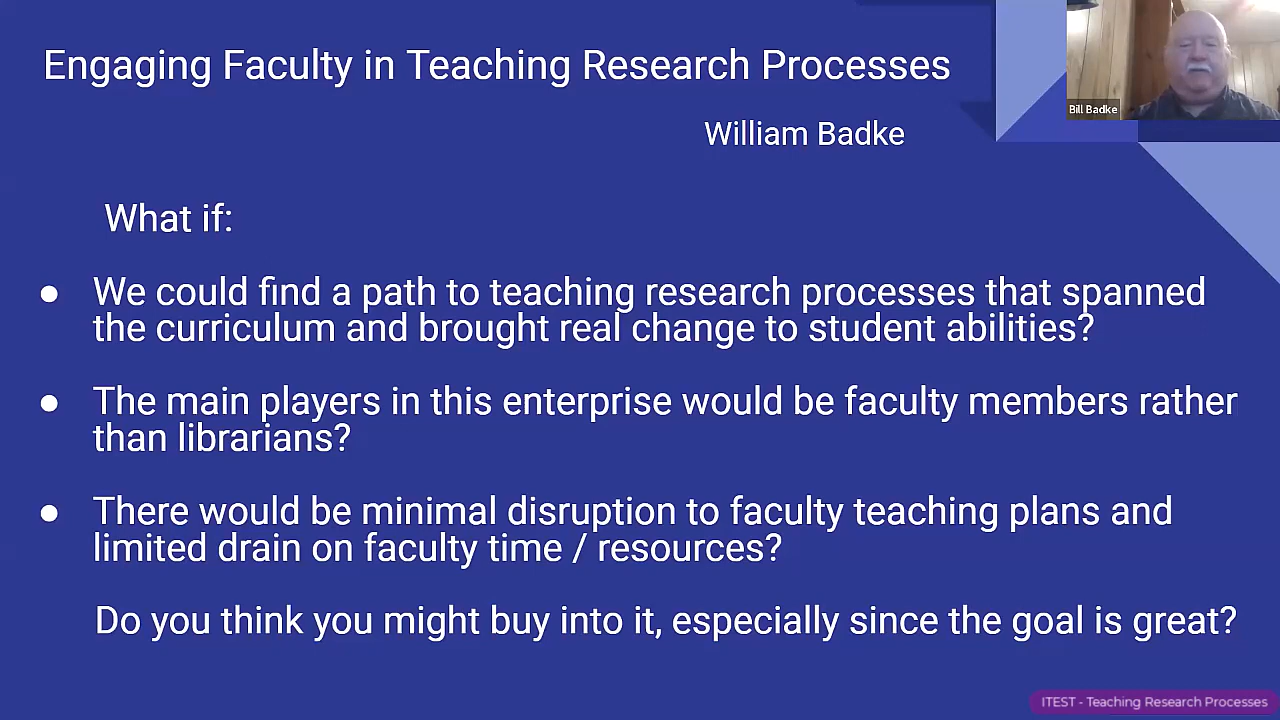 Engaging Faculty in Teaching Research Processes
Bill Badke
William Badke
What if:
● We could find a path to teaching research processes that spanned
the curriculum and brought real change to student abilities?
● The main players in this enterprise would be faculty members rather
than librarians?
● There would be minimal disruption to faculty teaching plans and
limited drain on faculty time / resources?
Do you think you might buy into it, especially since the goal is great?
ITEST - Teaching Research Processes